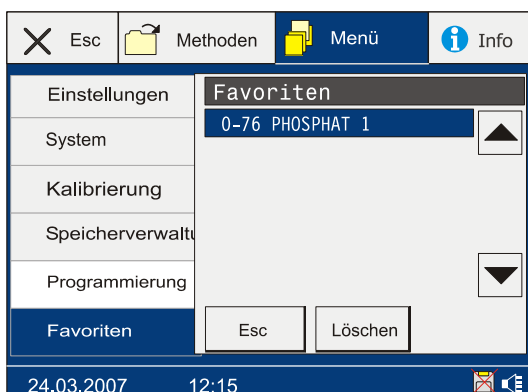 Esc
Methoden
Menü
Info
Einstellungen
System
Kalibrierung
Speicherverwaltu
Programmierung
Favoriten
Favoriten
0-76 PHOSPHAT 1
Esc
Löschen
24.03.2007
12:15